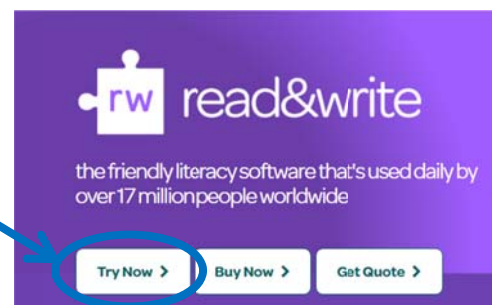 rw read&write
the friendly literacy software that's used daily by
over 17 million people worldwide
Try Now > Buy Now > Get Quote >